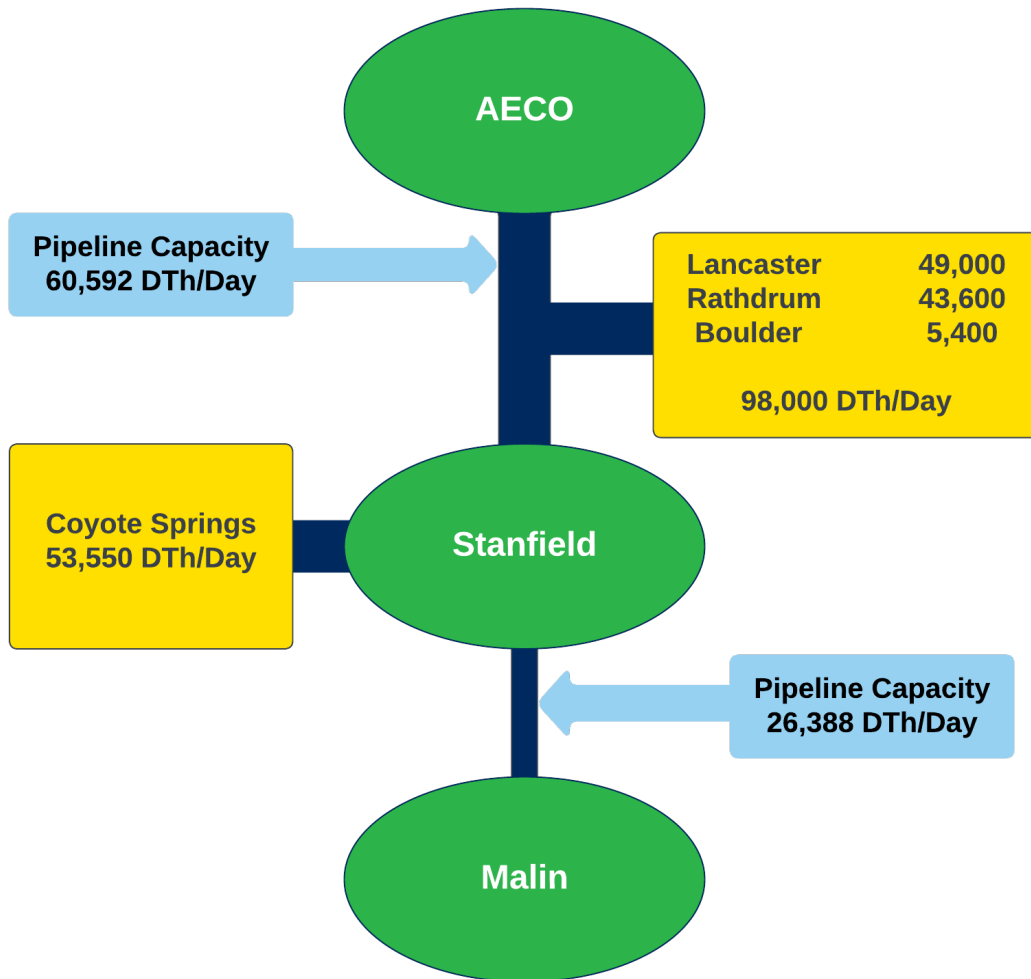 AECO
Pipeline Capacity
60,592 DTh/Day
Lancaster 49,000
Rathdrum 43,600
Boulder 5,400
98,000 DTh/Day
Coyote Springs
53,550 DTh/Day
Stanfield
Pipeline Capacity
26,388 DTh/Day
Malin